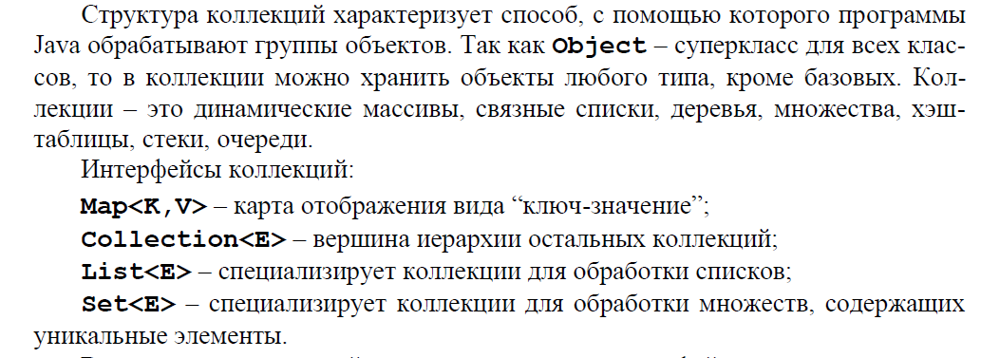 Структура коллекций характеризует способ, с помощью которого программы
Java обрабатывают группы объектов. Так как Object – суперкласс для всех клас-
сов, то в коллекции можно хранить объекты любого типа, кроме базовых. Кол-
лекции – это динамические массивы, связные списки, деревья, множества, хэш-
таблицы, стеки, очереди.
Интерфейсы коллекций:
Map<K,V> – карта отображения вида “ключ-значение”;
Collection<E> – вершина иерархии остальных коллекций;
List<E> – специализирует коллекции для обработки списков;
Set<E> – специализирует коллекции для обработки множеств, содержащих
уникальные элементы.